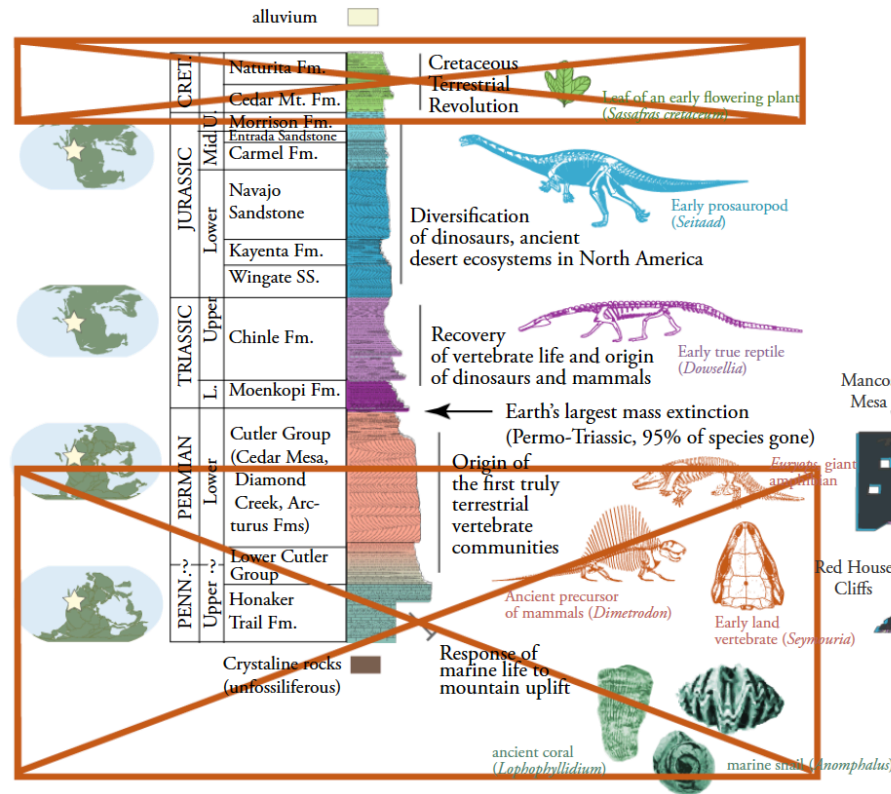 alluvium
CRET.
Naturita Fm.
Cedar Mt. Fm.
Cretaceous
Terrestrial
Revolution
Leaf of an early flowering plant
(Sassafras cretaceum)
JURASSIC
U.
Mid.
Lower
Morrison Fm.
Entrada Sandstone
Carmel Fm.
Navajo
Sandstone
Kayenta Fm.
Wingate SS.
Diversification
of dinosaurs, ancient
desert ecosystems in North America
Early prosauropod
(Seitaad)
TRIASSIC
Upper
L.
Chinle Fm.
Moenkopi Fm.
Recovery
of vertebrate life and origin
of dinosaurs and mammals
Early true reptile
(Dowsellia)
Earth's largest mass extinction
(Permo-Triassic, 95% of species gone)
PERMIAN
Lower
Cutler Group
(Cedar Mesa,
Diamond
Creek, Arc-
turus Fms)
Origin of
the first truly
terrestrial
vertebrate
communities
Euryops, giant
amphibian
Ancient precursor
of mammals (Dimetrodon)
Early land
vertebrate (Seymouria)
PENN.
-?-
Upper
?
Lower Cutler
Group
Honaker
Trail Fm.
Crystaline rocks
(unfossiliferous)
Response of
marine life to
mountain uplift
ancient coral
(Lophophyllidium)
marine snail (Anomphalus)
Manco
Mesa
Red House
Cliffs